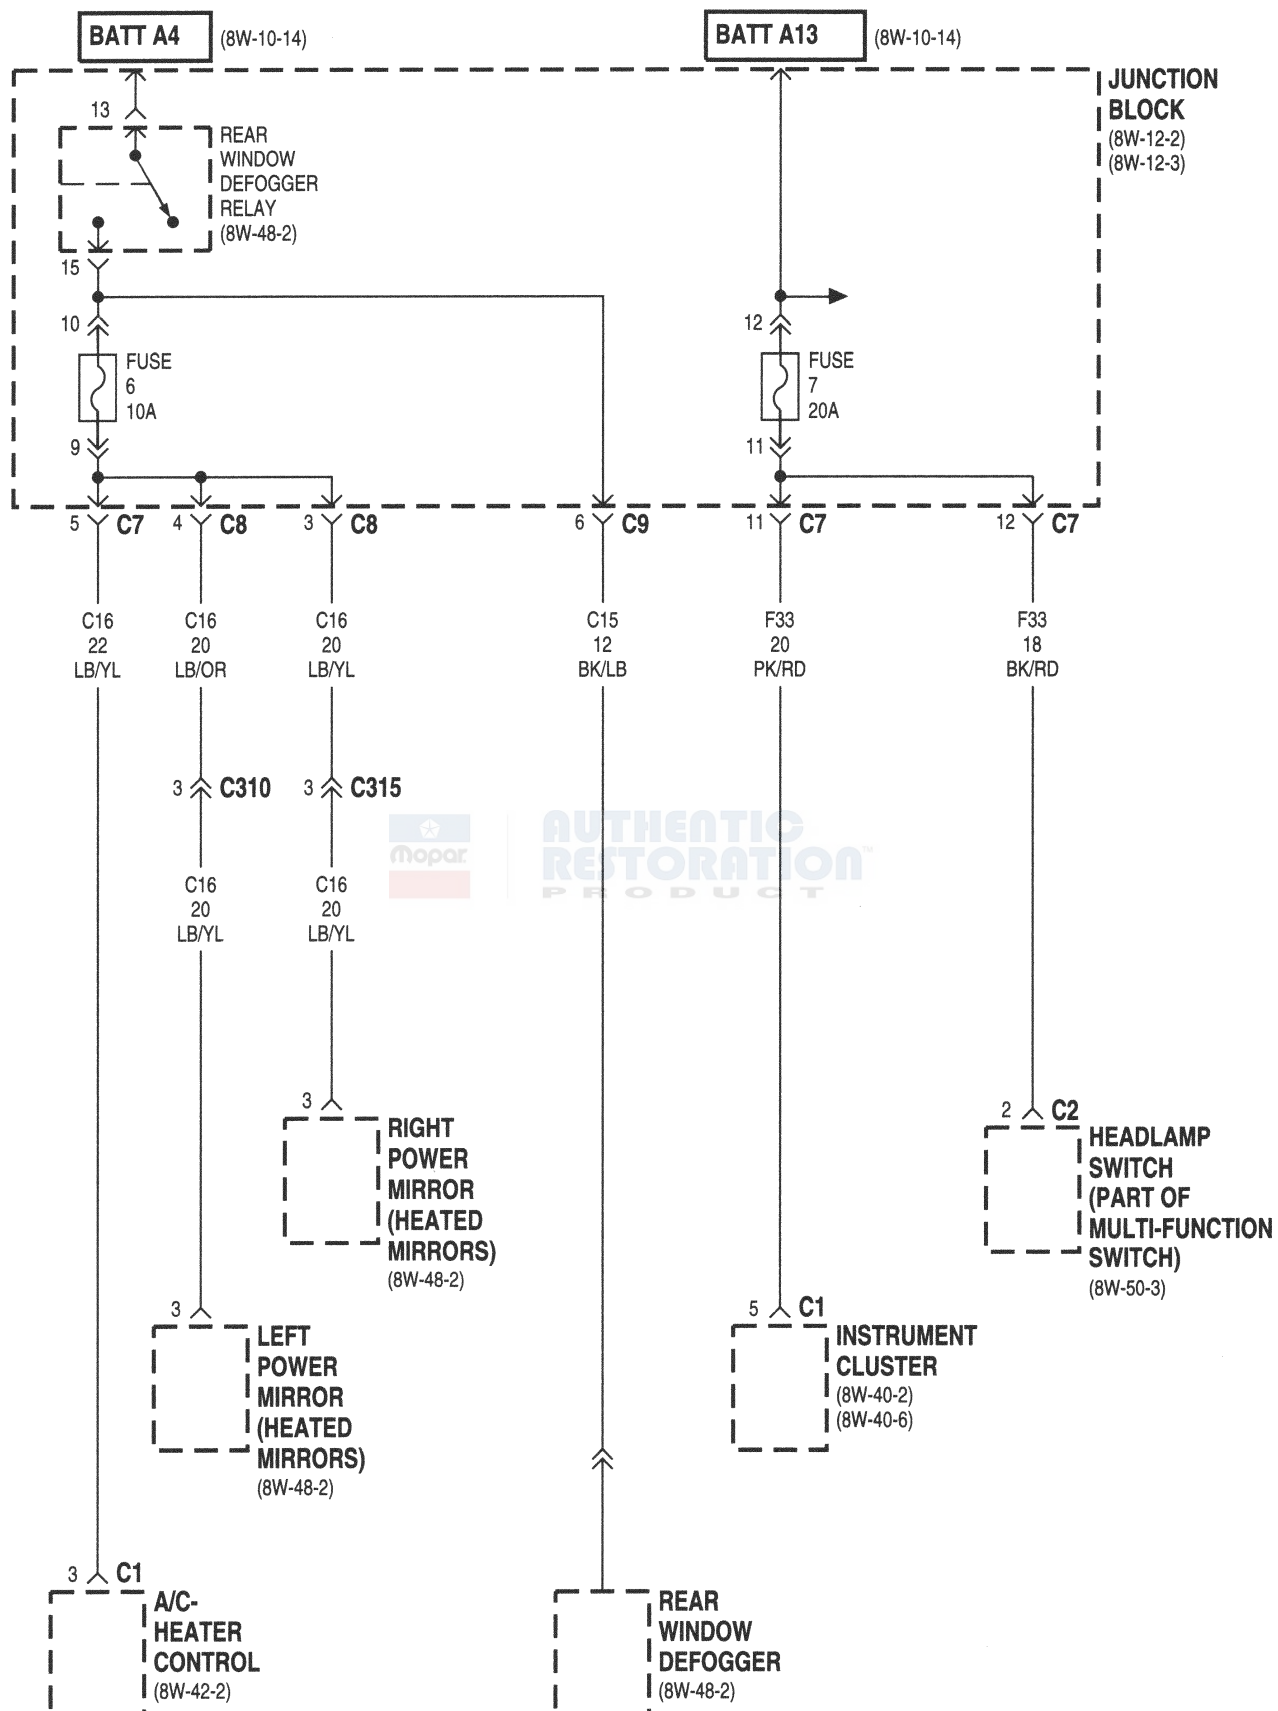 BATT A4
(8W-10-14)
BATT A13
(8W-10-14)
JUNCTION
BLOCK
(8W-12-2)
(8W-12-3)
13
REAR
WINDOW
DEFOGGER
RELAY
(8W-48-2)
15
10
FUSE
6
10A
9
12
FUSE
7
20A
11
5 C7
4 C8
3 C8
6 C9
11 C7
12 C7
C16
22
LB/YL
C16
20
LB/OR
C16
20
LB/YL
C15
12
BK/LB
F33
20
PK/RD
F33
18
BK/RD
3 C310
3 C315
Mopar
AUTHENTIC
RESTORATION™
PRODUCT
C16
20
LB/YL
C16
20
LB/YL
3
RIGHT
POWER
MIRROR
(HEATED
MIRRORS)
(8W-48-2)
2 C2
HEADLAMP
SWITCH
(PART OF
MULTI-FUNCTION
SWITCH)
(8W-50-3)
3
LEFT
POWER
MIRROR
(HEATED
MIRRORS)
(8W-48-2)
5 C1
INSTRUMENT
CLUSTER
(8W-40-2)
(8W-40-6)
3 C1
A/C-
HEATER
CONTROL
(8W-42-2)
REAR
WINDOW
DEFOGGER
(8W-48-2)